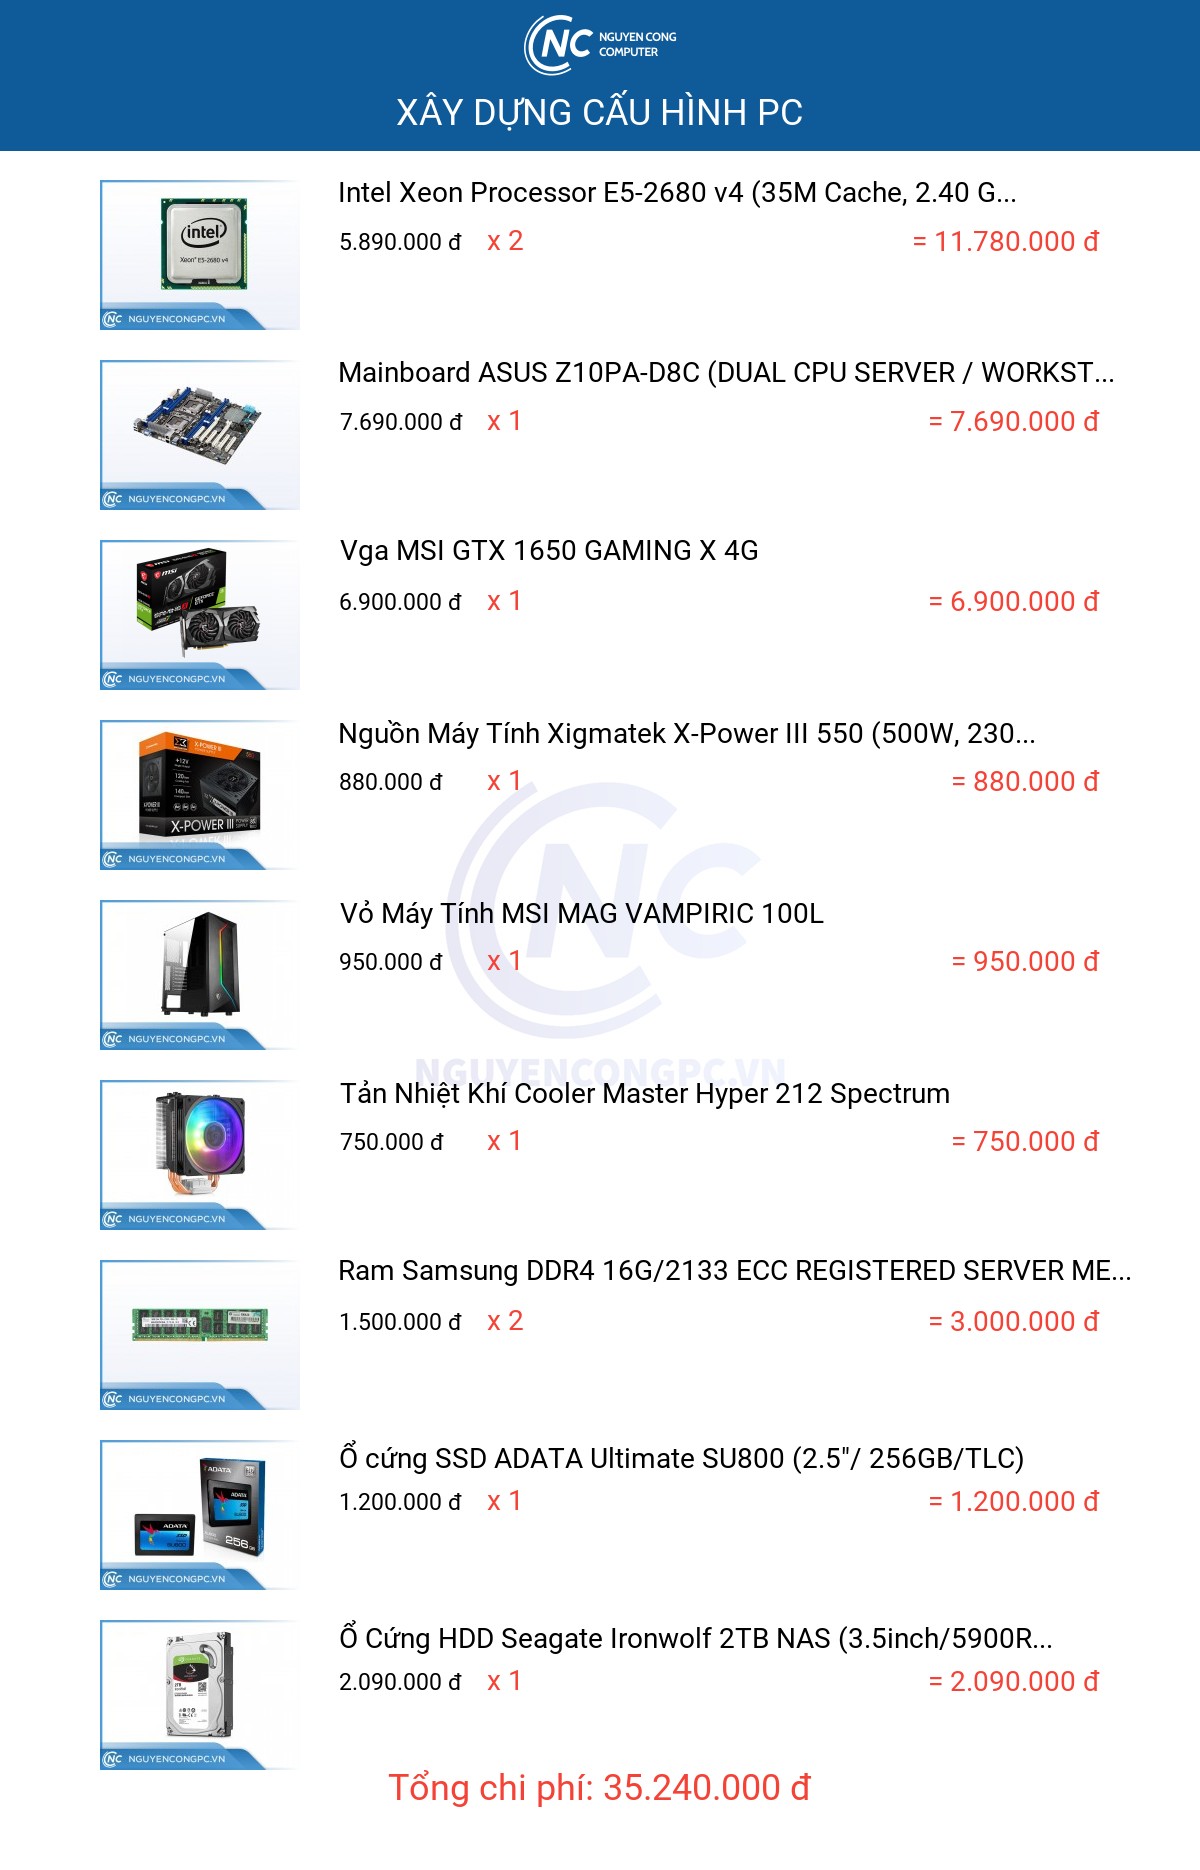 NC NGUYEN CONG
COMPUTER
XÂY DỰNG CẤU HÌNH PC
intel
Xeon® E5-2680 v4
NC NGUYENCONGPC.VN
Intel Xeon Processor E5-2680 v4 (35M Cache, 2.40 G...
5.890.000 đ x 2 = 11.780.000 đ
NC NGUYENCONGPC.VN
Mainboard ASUS Z10PA-D8C (DUAL CPU SERVER / WORKST...
7.690.000 đ x 1 = 7.690.000 đ
msi
NC NGUYENCONGPC.VN
Vga MSI GTX 1650 GAMING X 4G
6.900.000 đ x 1 = 6.900.000 đ
X-POWER III
+12V
120mm
140mm
X-POWER III
NC NGUYENCONGPC.VN
Nguồn Máy Tính Xigmatek X-Power III 550 (500W, 230...
880.000 đ x 1 = 880.000 đ
NC NGUYENCONGPC.VN
Vỏ Máy Tính MSI MAG VAMPIRIC 100L
950.000 đ x 1 = 950.000 đ
NC
NGUYENCONGPC.VN
NC NGUYENCONGPC.VN
Tản Nhiệt Khí Cooler Master Hyper 212 Spectrum
750.000 đ x 1 = 750.000 đ
NC NGUYENCONGPC.VN
Ram Samsung DDR4 16G/2133 ECC REGISTERED SERVER ME...
1.500.000 đ x 2 = 3.000.000 đ
ADATA
ADATA
ADATA
SU800
256
NC NGUYENCONGPC.VN
Ổ cứng SSD ADATA Ultimate SU800 (2.5"/ 256GB/TLC)
1.200.000 đ x 1 = 1.200.000 đ
NC NGUYENCONGPC.VN
Ổ Cứng HDD Seagate Ironwolf 2TB NAS (3.5inch/5900R...
2.090.000 đ x 1 = 2.090.000 đ
Tổng chi phí: 35.240.000 đ